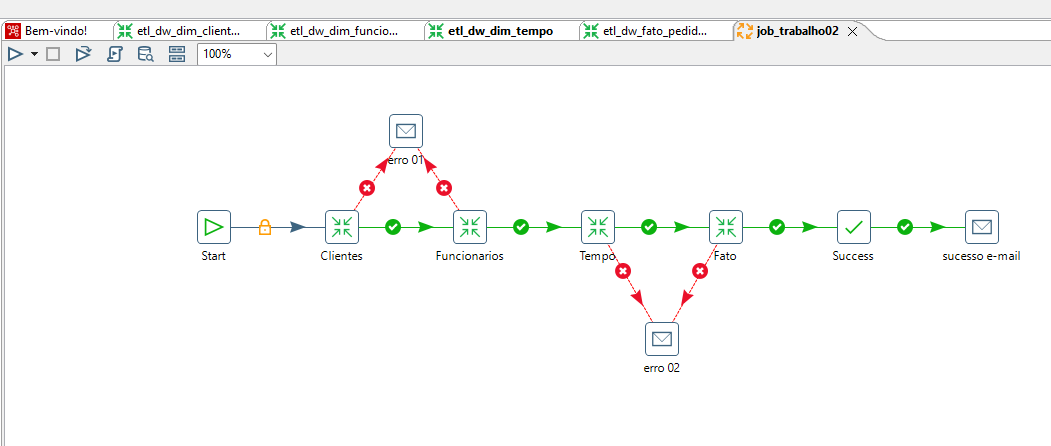 Bem-vindo!
etl_dw_dim_client...
etl_dw_dim_funcio...
etl_dw_dim_tempo
etl_dw_fato_pedid...
job_trabalho02
100%
erro 01
Start
Clientes
Funcionarios
Tempo
Fato
Success
sucesso e-mail
erro 02